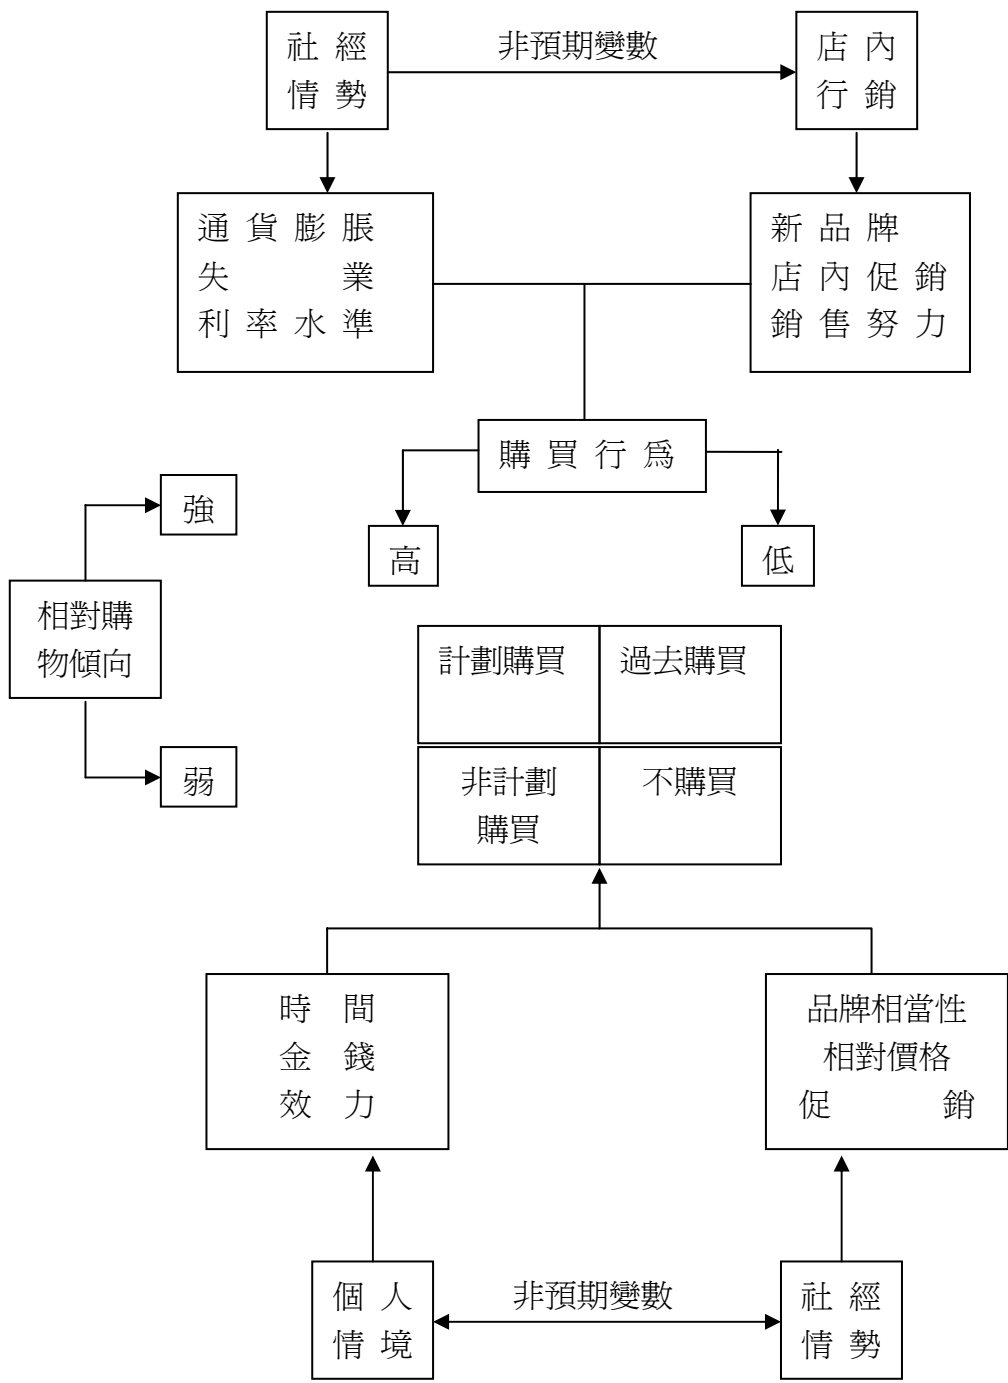 社經
情勢
非預期變數
店內
行銷
通貨膨脹
失業
利率水準
新品牌
店內促銷
銷售努力
購買行爲
強
高
低
相對購
物傾向
計劃購買
過去購買
弱
非計劃
購買
不購買
時間
金錢
效力
品牌相當性
相對價格
促銷
個人
情境
非預期變數
社經
情勢